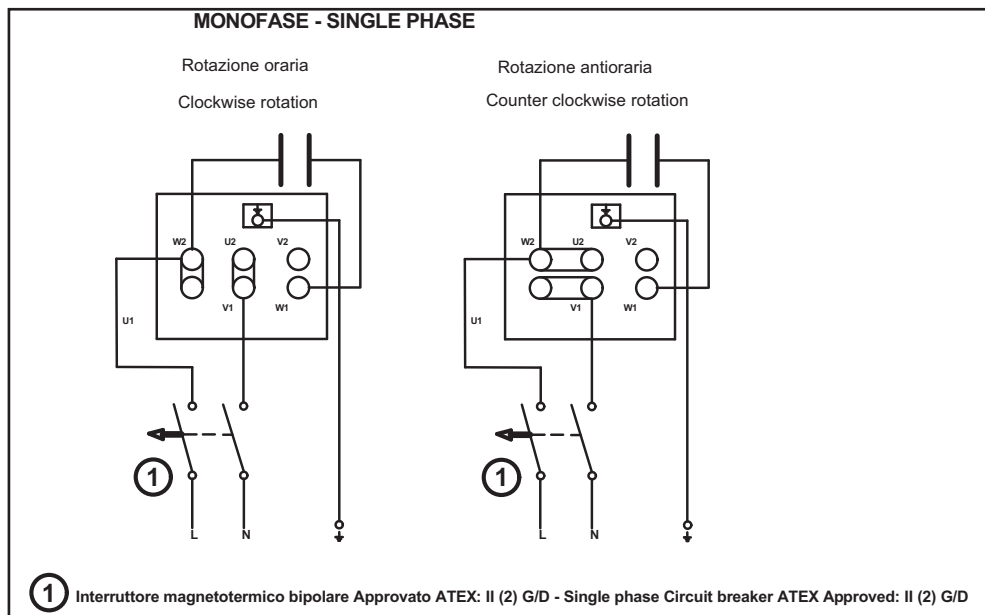 MONOFASE - SINGLE PHASE
Rotazione oraria
Clockwise rotation
Rotazione antioraria
Counter clockwise rotation
W2 U2 V2
U1 V1 W1
L N
W2 U2 V2
U1 V1 W1
L N
1
1
1 Interruttore magnetotermico bipolare Approvato ATEX: II (2) G/D - Single phase Circuit breaker ATEX Approved: II (2) G/D